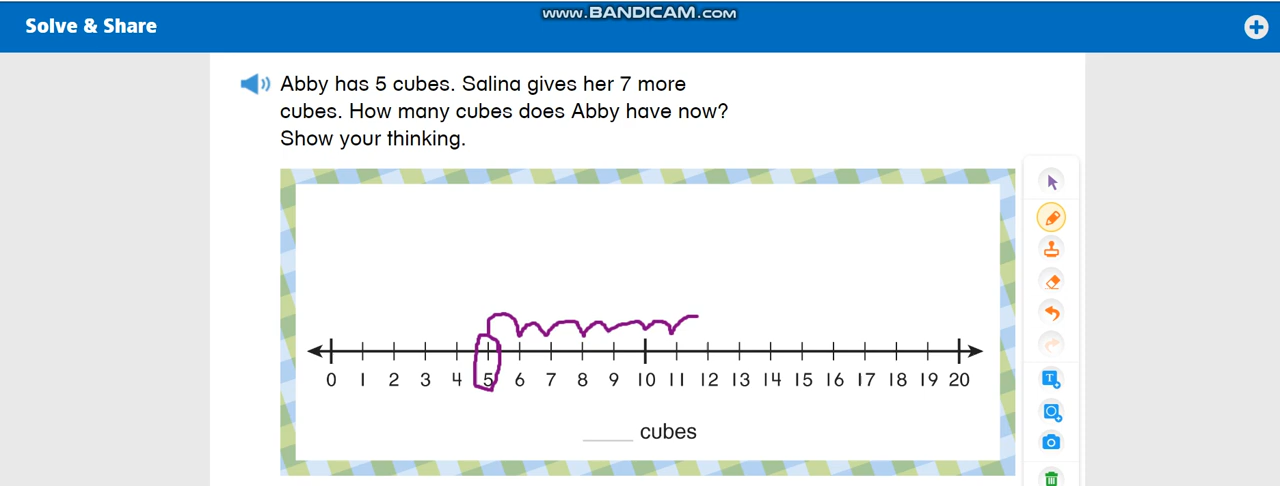 www.BANDICAM.com
Solve & Share
Abby has 5 cubes. Salina gives her 7 more
cubes. How many cubes does Abby have now?
Show your thinking.
0 1 2 3 4 5 6 7 8 9 10 11 12 13 14 15 16 17 18 19 20
____ cubes
T